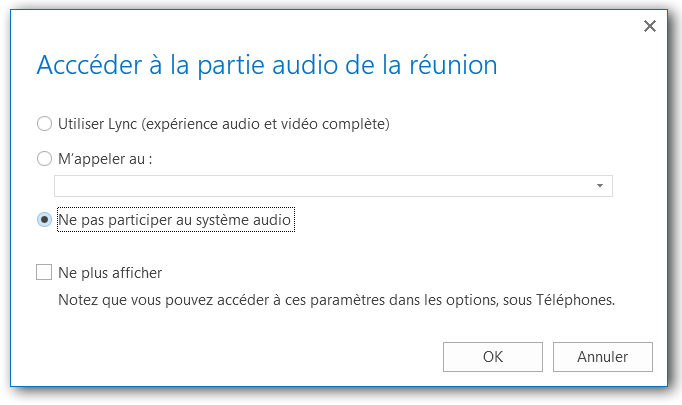 Acccéder à la partie audio de la réunion
Utiliser Lync (expérience audio et vidéo complète)
M'appeler au :
Ne pas participer au système audio
Ne plus afficher
Notez que vous pouvez accéder à ces paramètres dans les options, sous Téléphones.
OK
Annuler